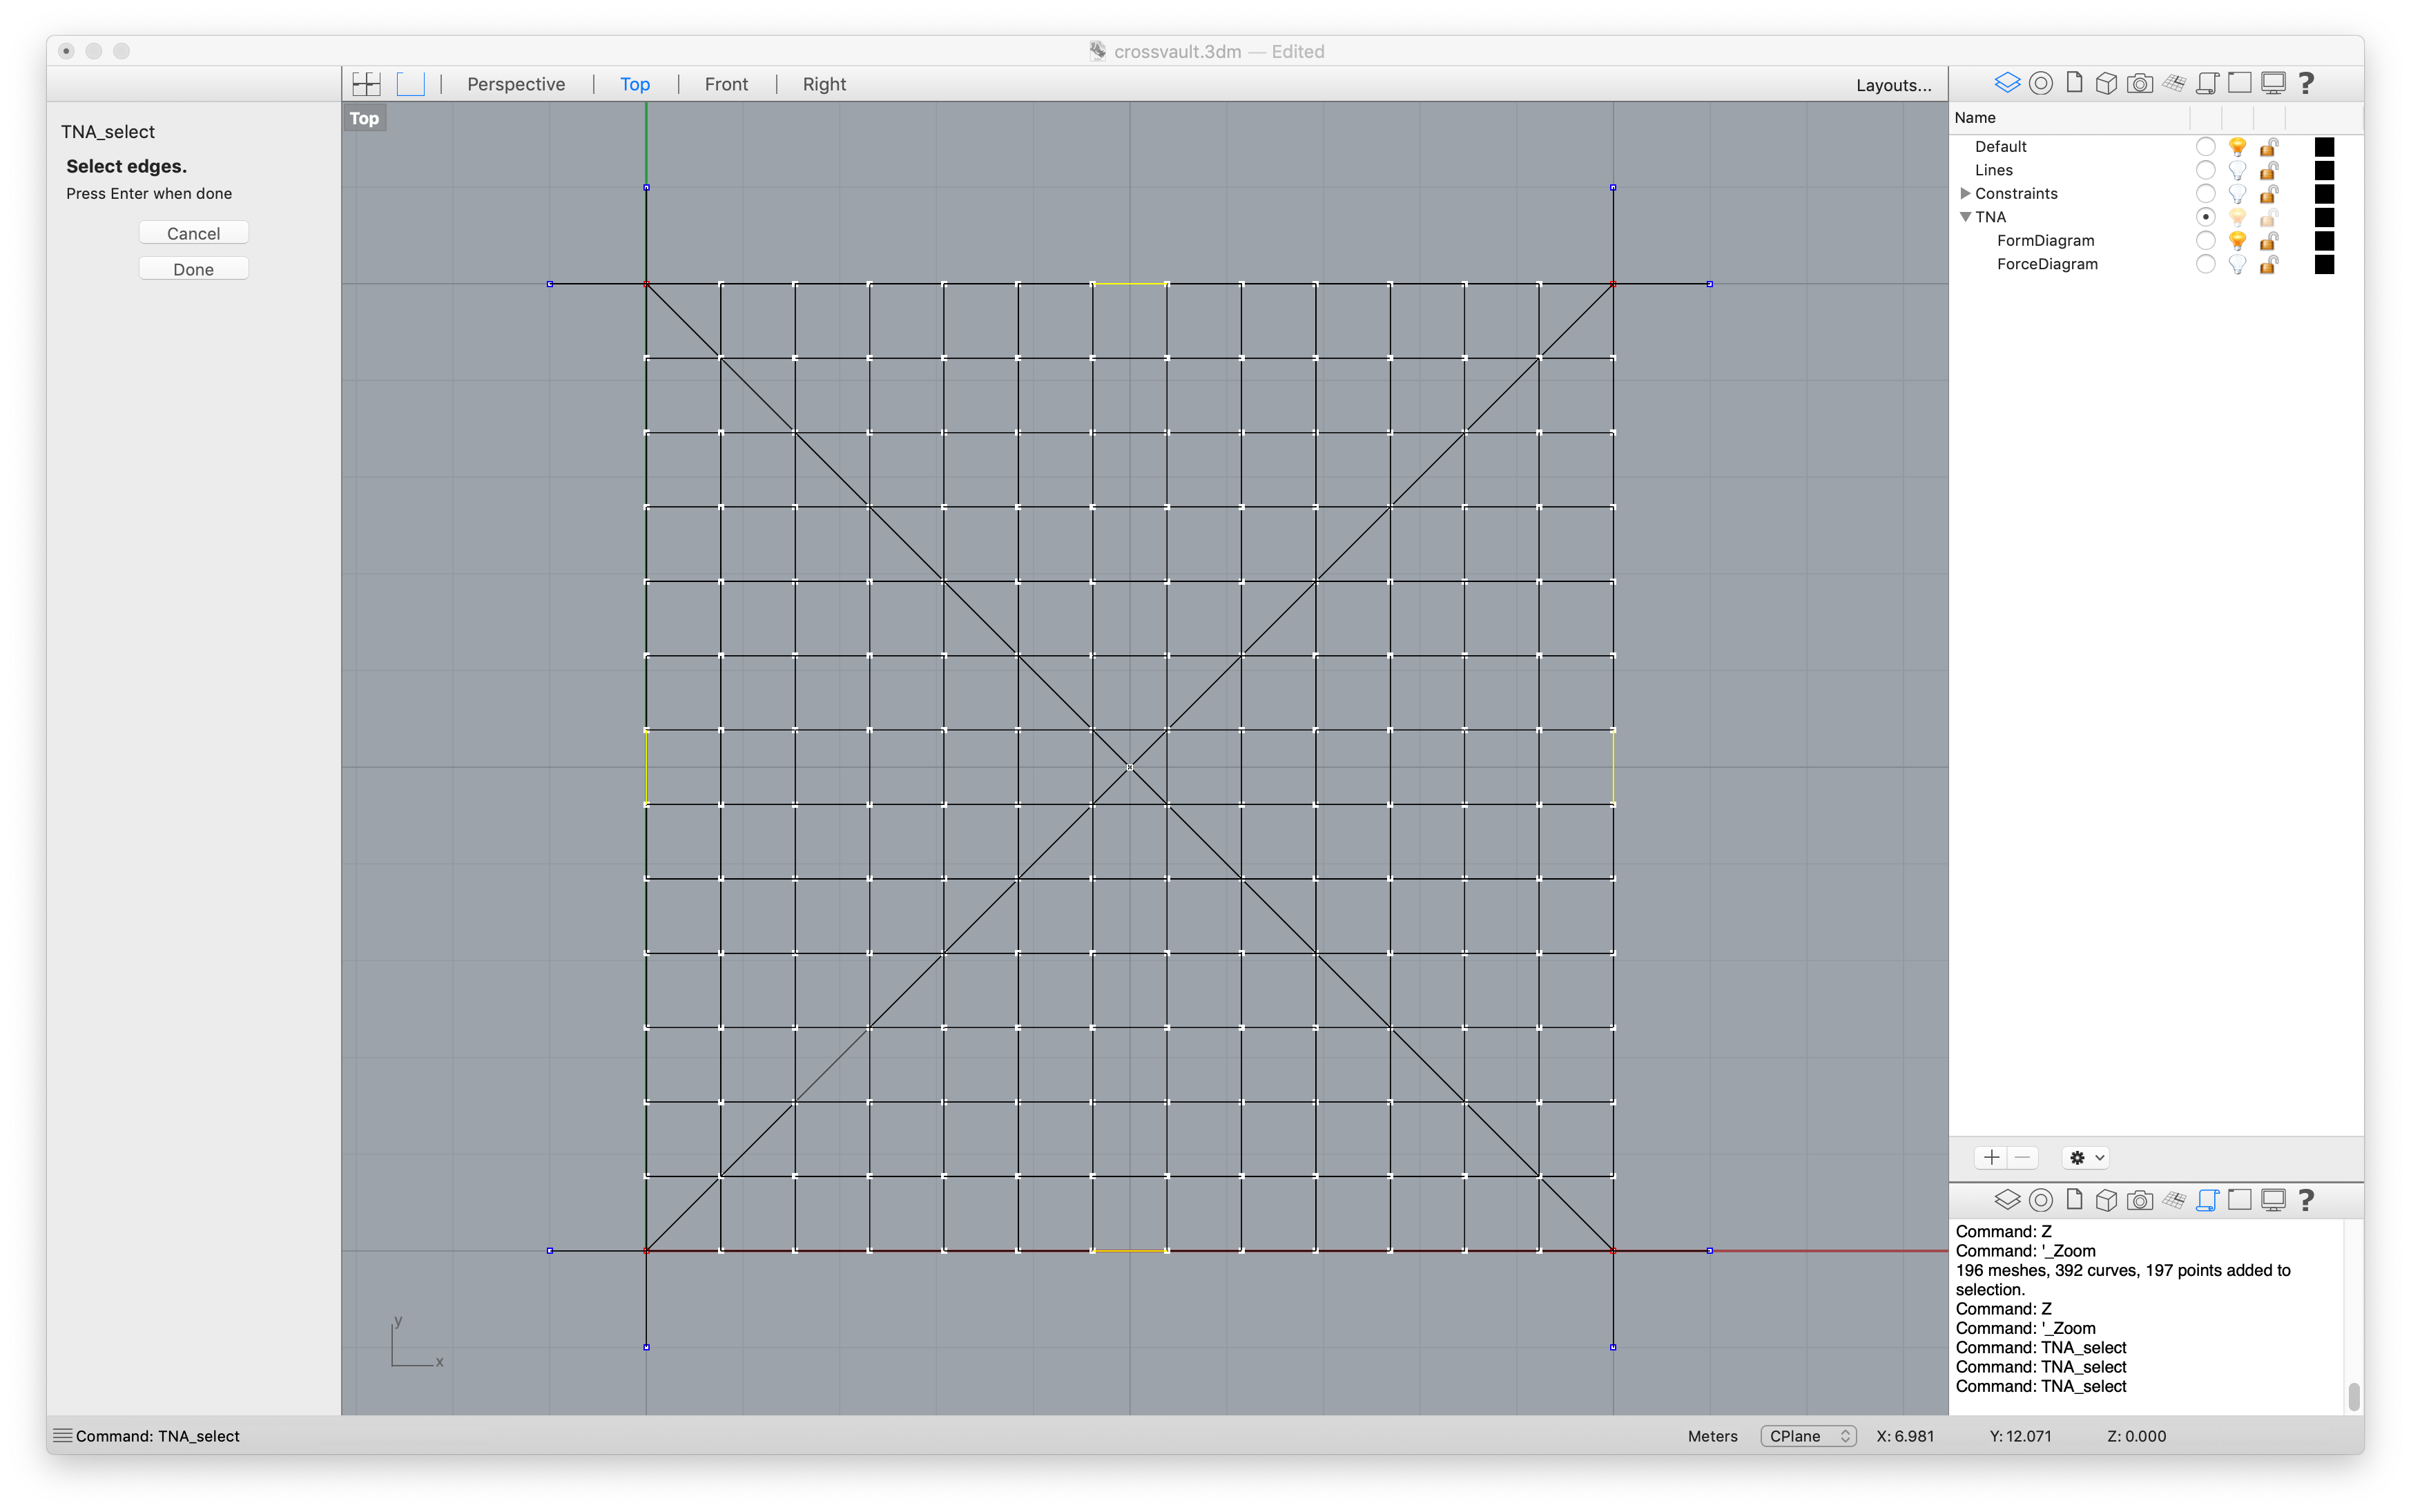 crossvault.3dm — Edited
Perspective
Top
Front
Right
Layouts...
TNA_select
Select edges.
Press Enter when done
Cancel
Done
Top
y
x
Name
Default
Lines
Constraints
TNA
FormDiagram
ForceDiagram
Command: Z
Command: '_Zoom
196 meshes, 392 curves, 197 points added to
selection.
Command: Z
Command: '_Zoom
Command: TNA_select
Command: TNA_select
Command: TNA_select
Command: TNA_select
Meters
CPlane
X: 6.981
Y: 12.071
Z: 0.000